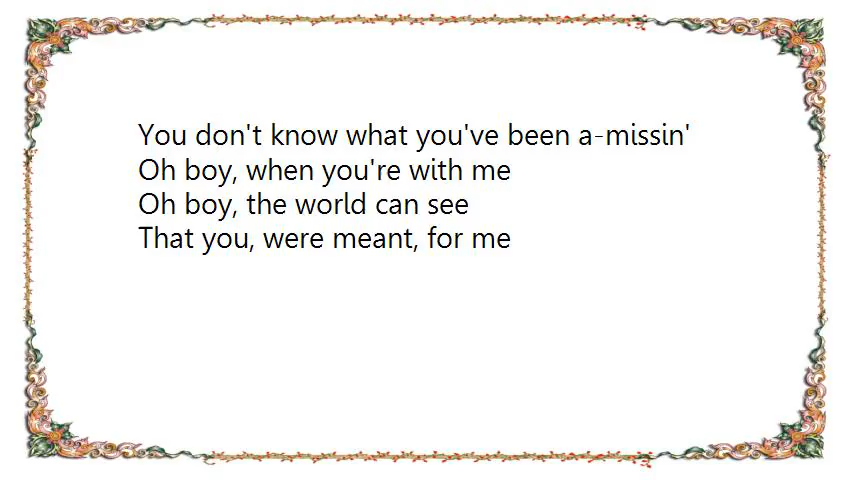 You don't know what you've been a-missin'
Oh boy, when you're with me
Oh boy, the world can see
That you, were meant, for me